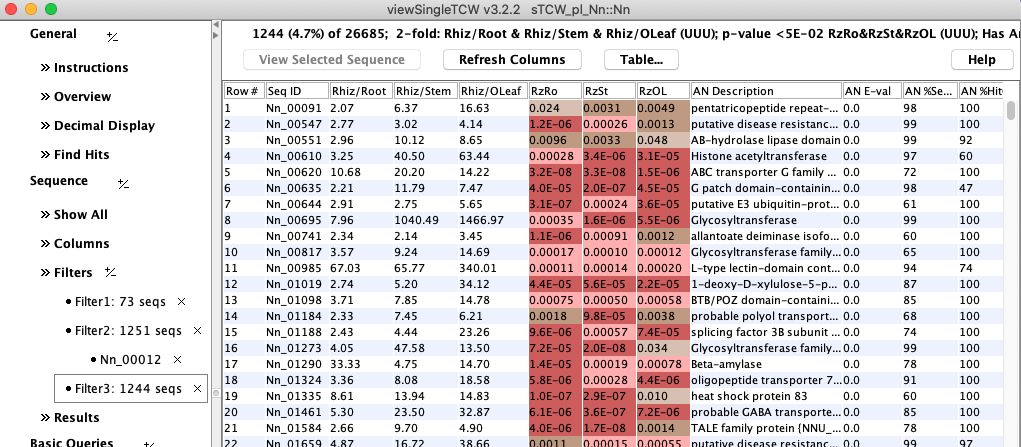 viewSingleTCW v3.2.2 sTCW_pl_Nn::Nn
General +/-
» Instructions
» Overview
» Decimal Display
» Find Hits
Sequence +/-
» Show All
» Columns
» Filters +/-
• Filter1: 73 seqs ×
• Filter2: 1251 seqs ×
• Nn_00012 ×
• Filter3: 1244 seqs ×
» Results
Basic Queries +/-
1244 (4.7%) of 26685; 2-fold: Rhiz/Root & Rhiz/Stem & Rhiz/OLeaf (UUU); p-value <5E-02 RzRo&RzSt&RzOL (UUU); Has A
View Selected Sequence Refresh Columns Table... Help
Row # Seq ID Rhiz/Root Rhiz/Stem Rhiz/OLeaf RzRo RzSt RzOL AN Description AN E-val AN %Se... AN %Hit
1 Nn_00091 2.07 6.37 16.63 0.024 0.0031 0.0049 pentatricopeptide repeat-... 0.0 98 100
2 Nn_00547 2.77 3.02 4.14 1.2E-06 0.00026 0.0013 putative disease resistanc... 0.0 99 100
3 Nn_00551 2.96 10.12 8.65 0.0096 0.0033 0.048 AB-hydrolase lipase domain 0.0 99 92
4 Nn_00610 3.25 40.50 63.44 0.00028 3.4E-06 3.1E-05 Histone acetyltransferase 0.0 97 60
5 Nn_00620 10.68 20.20 14.22 3.2E-08 3.3E-08 1.5E-06 ABC transporter G family ... 0.0 72 100
6 Nn_00635 2.21 11.79 7.47 4.0E-05 2.0E-07 4.5E-05 G patch domain-containin... 0.0 98 47
7 Nn_00644 2.91 2.75 5.65 3.1E-07 0.00024 3.6E-05 putative E3 ubiquitin-prot... 0.0 61 100
8 Nn_00695 7.96 1040.49 1466.97 0.00035 1.6E-06 5.5E-06 Glycosyltransferase 0.0 99 100
9 Nn_00741 2.34 2.14 3.45 1.1E-06 0.00091 0.0012 allantoate deiminase isofo... 0.0 60 100
10 Nn_00817 3.57 9.24 14.69 0.00017 0.00010 0.00012 Glycosyltransferase family... 0.0 65 100
11 Nn_00985 67.03 65.77 340.01 0.00011 0.00014 0.00020 L-type lectin-domain cont... 0.0 94 74
12 Nn_01019 2.74 5.20 34.12 4.4E-05 5.6E-05 2.2E-05 1-deoxy-D-xylulose-5-p... 0.0 87 100
13 Nn_01098 3.71 7.85 14.78 0.00075 0.00050 0.00058 BTB/POZ domain-containi... 0.0 85 100
14 Nn_01184 2.33 7.45 6.21 0.0018 9.8E-05 0.0038 probable polyol transport... 0.0 68 100
15 Nn_01188 2.43 4.44 23.26 9.6E-06 0.00057 7.4E-05 splicing factor 3B subunit ... 0.0 74 100
16 Nn_01273 4.05 47.58 13.50 7.2E-05 2.0E-08 0.034 Glycosyltransferase family... 0.0 99 100
17 Nn_01290 33.33 4.75 14.70 1.4E-05 0.00019 0.00078 Beta-amylase 0.0 78 100
18 Nn_01324 3.36 8.08 18.58 5.8E-06 0.00028 4.4E-06 oligopeptide transporter 7... 0.0 91 100
19 Nn_01335 8.61 13.94 14.83 1.0E-07 2.9E-07 0.010 heat shock protein 83 0.0 84 100
20 Nn_01461 5.30 23.50 32.87 6.1E-06 3.6E-07 7.2E-06 probable GABA transporte... 0.0 85 100
21 Nn_01584 2.66 9.70 4.90 4.0E-06 1.7E-08 0.0014 TALE family protein {NNU_... 0.0 78 100
22 Nn_01659 4.87 16.72 38.66 0.0011 0.00015 0.00055 putative disease resistanc... 0.0 99 97